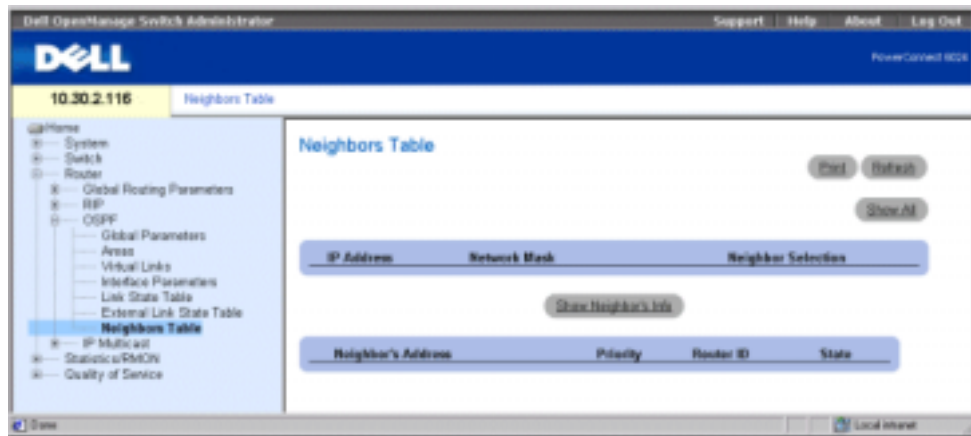 Dell OpenManage Switch Administrator
Support Help About Log Out
DELL
PowerConnect 6024
10.30.2.116
Neighbors Table
Home
System
Switch
Router
Global Routing Parameters
RIP
OSPF
Global Parameters
Areas
Virtual Links
Interface Parameters
Link State Table
External Link State Table
Neighbors Table
IP Multicast
Statistics/RMON
Quality of Service
Neighbors Table
Print Refresh
Show All
IP Address Network Mask Neighbor Selection
Show Neighbor's Info
Neighbor's Address Priority Router ID State
Done
Local intranet